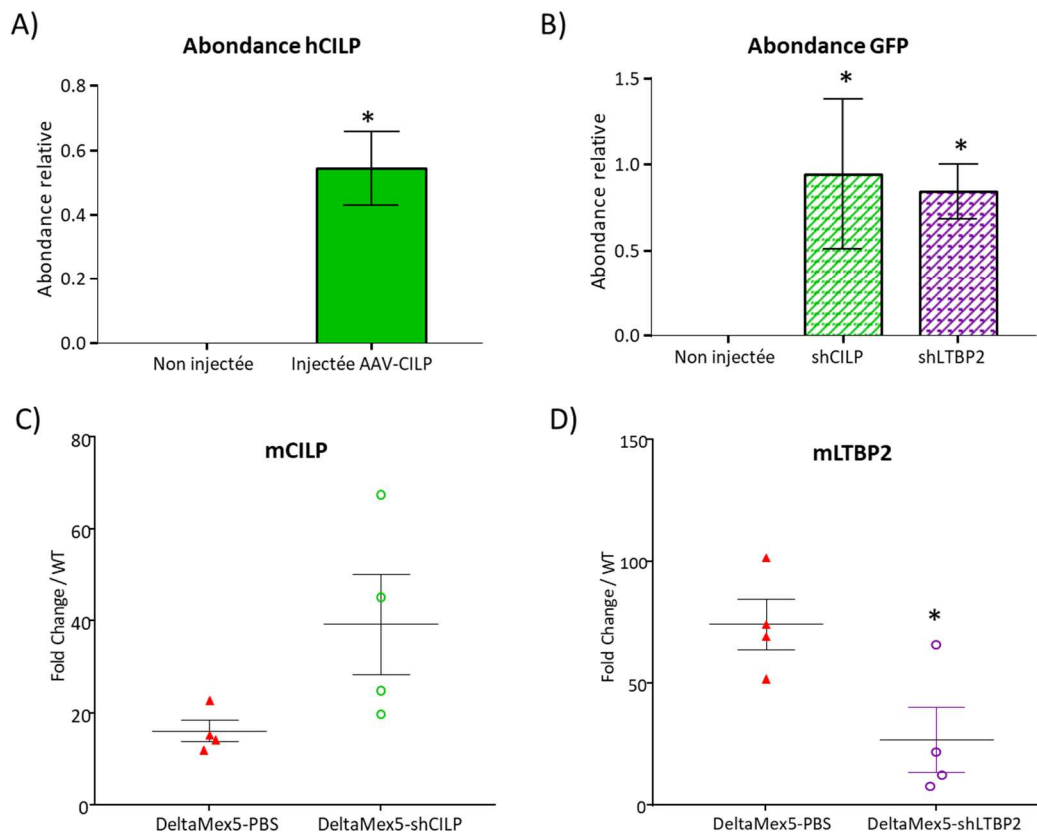 A)
Abondance hCILP
Abondance relative
0.8
0.6
0.4
0.2
0.0
*
Non injectée
Injectée AAV-CILP
B)
Abondance GFP
Abondance relative
1.5
1.0
0.5
0.0
*
*
Non injectée
shCILP
shLTBP2
C)
mCILP
Fold Change / WT
80
60
40
20
0
DeltaMex5-PBS
DeltaMex5-shCILP
D)
mLTBP2
Fold Change / WT
150
100
50
0
*
DeltaMex5-PBS
DeltaMex5-shLTBP2